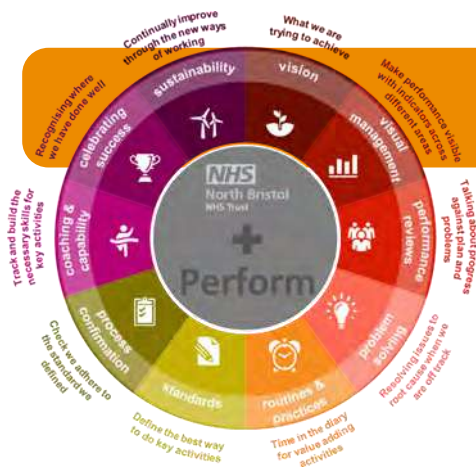 What we are
trying to achieve
vision
Make performance visible
with indicators across
different areas
visual
management
Talking about progress
against plan and
problems
performance
reviews
Resolving issues to
root cause when we
are off track
problem
solving
Time in the diary
for value adding
activities
routines &
practices
Define the best way
to do key activities
standards
Check we adhere to
the standard we
defined
process
confirmation
Track and build the
necessary skills for
key activities
coaching &
capability
Recognising where
we have done well
celebrating
success
Continually improve
through the new ways
of working
sustainability
NHS
North Bristol
NHS Trust
+
Perform